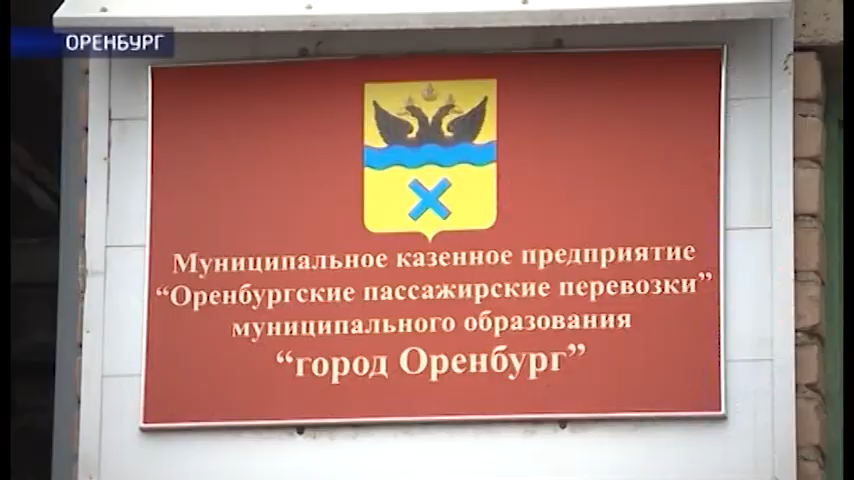 ОРЕНБУРГ
Муниципальное казенное предприятие
“Оренбургские пассажирские перевозки”
муниципального образования
“город Оренбург”